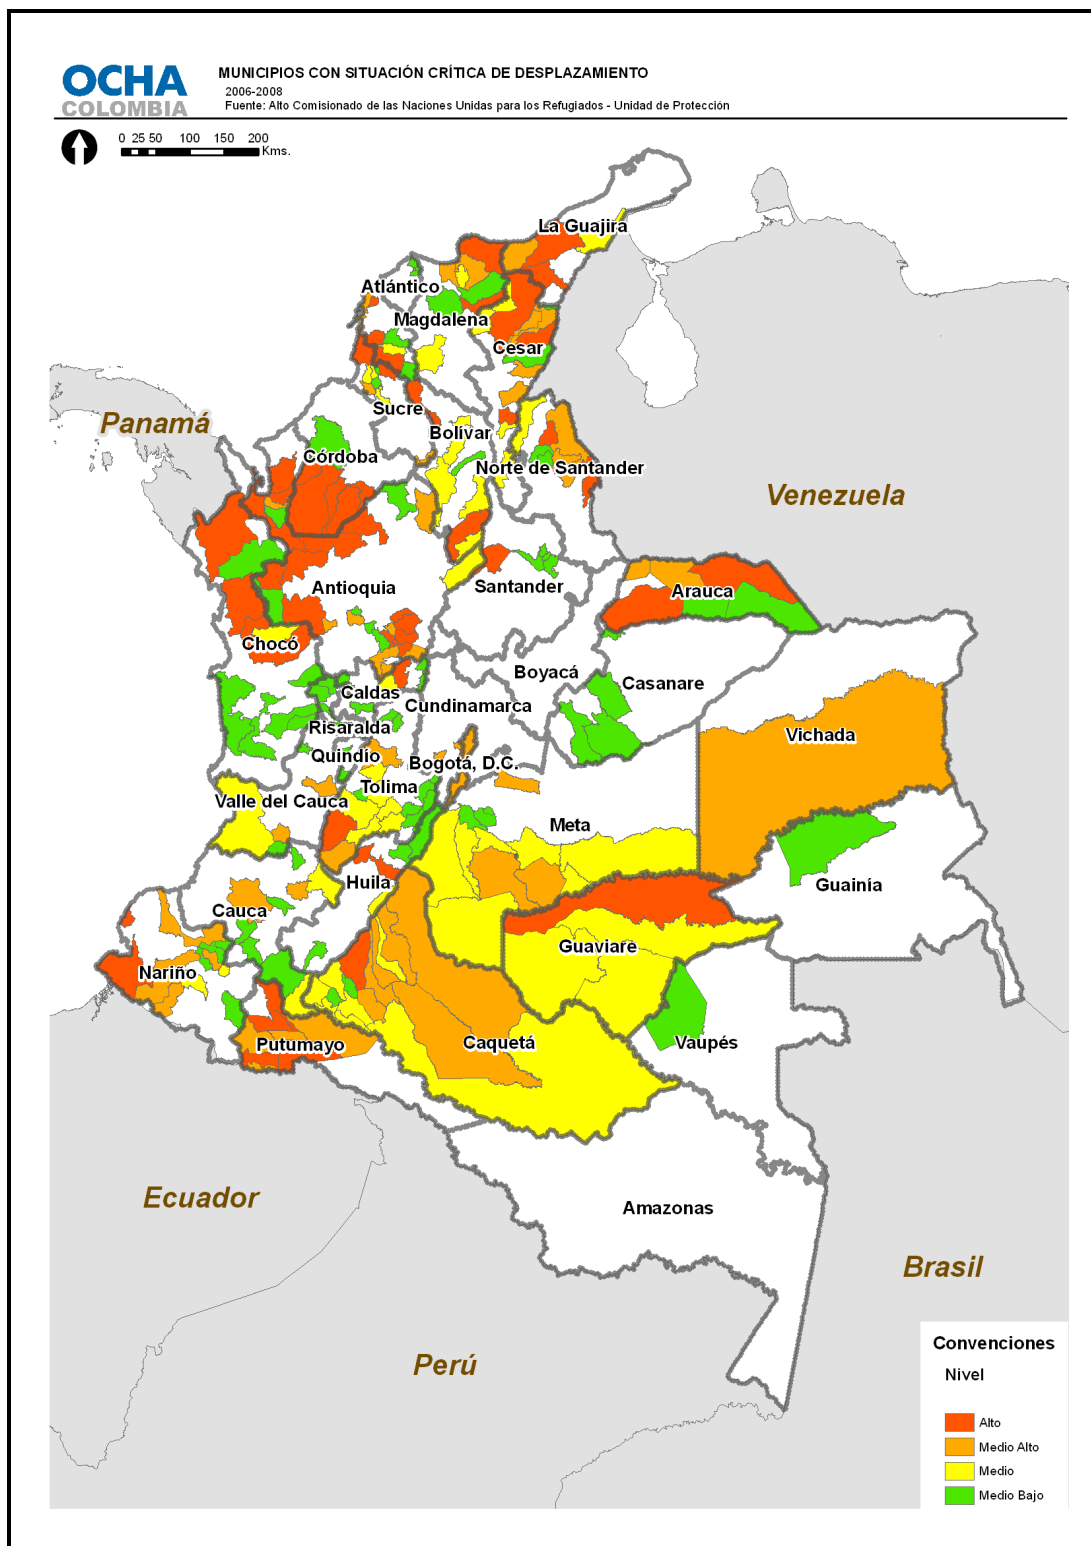 OCHA
COLOMBIA
MUNICIPIOS CON SITUACIÓN CRÍTICA DE DESPLAZAMIENTO
2006-2008
Fuente: Alto Comisionado de las Naciones Unidas para los Refugiados - Unidad de Protección
0 25 50 100 150 200
Kms.
La Guajira
Atlántico
Magdalena
Cesar
Sucre
Panamá
Bolívar
Córdoba
Norte de Santander
Venezuela
Antioquia
Santander
Arauca
Chocó
Boyacá
Casanare
Caldas
Cundinamarca
Risaralda
Vichada
Quindío
Bogotá, D.C.
Tolima
Valle del Cauca
Meta
Huila
Guainía
Cauca
Guaviare
Nariño
Putumayo
Caquetá
Vaupés
Ecuador
Amazonas
Brasil
Perú
Convenciones
Nivel
Alto
Medio Alto
Medio
Medio Bajo